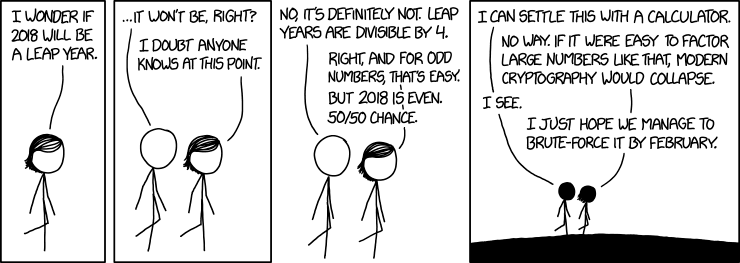 I WONDER IF
2018 WILL BE
A LEAP YEAR.
...IT WON'T BE, RIGHT?
I DOUBT ANYONE
KNOWS AT THIS POINT.
NO, IT'S DEFINITELY NOT. LEAP
YEARS ARE DIVISIBLE BY 4.
RIGHT, AND FOR ODD
NUMBERS, THAT'S EASY.
BUT 2018 IS EVEN.
50/50 CHANCE.
I CAN SETTLE THIS WITH A CALCULATOR.
NO WAY. IF IT WERE EASY TO FACTOR
LARGE NUMBERS LIKE THAT, MODERN
CRYPTOGRAPHY WOULD COLLAPSE.
I SEE.
I JUST HOPE WE MANAGE TO
BRUTE-FORCE IT BY FEBRUARY.